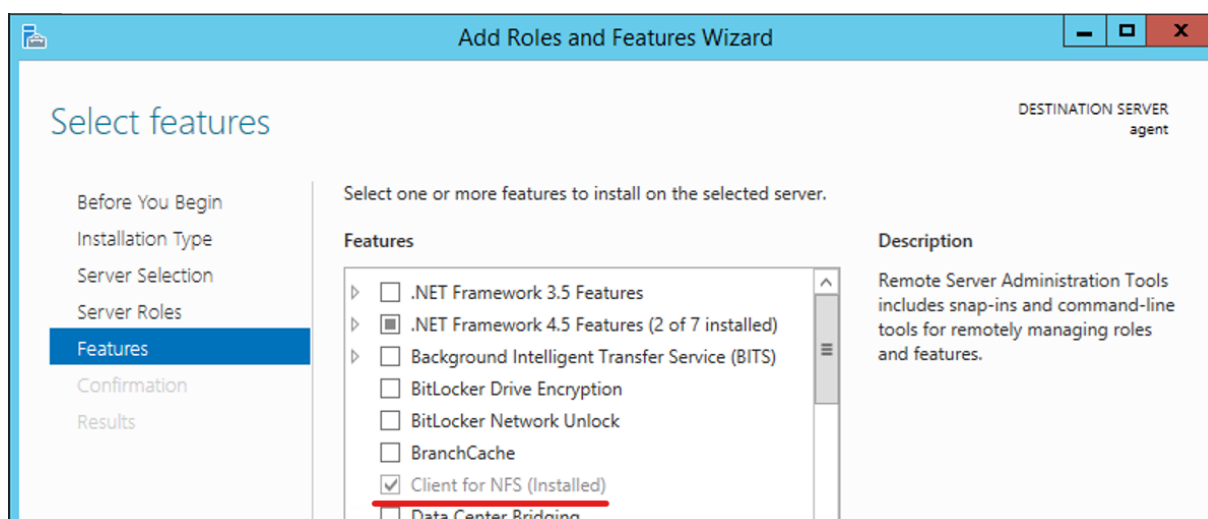 Add Roles and Features Wizard
Select features
DESTINATION SERVER
agent
Before You Begin
Installation Type
Server Selection
Server Roles
Features
Confirmation
Results
Select one or more features to install on the selected server.
Features
.NET Framework 3.5 Features
.NET Framework 4.5 Features (2 of 7 installed)
Background Intelligent Transfer Service (BITS)
BitLocker Drive Encryption
BitLocker Network Unlock
BranchCache
Client for NFS (Installed)
Data Center Bridging
Description
Remote Server Administration Tools
includes snap-ins and command-line
tools for remotely managing roles
and features.